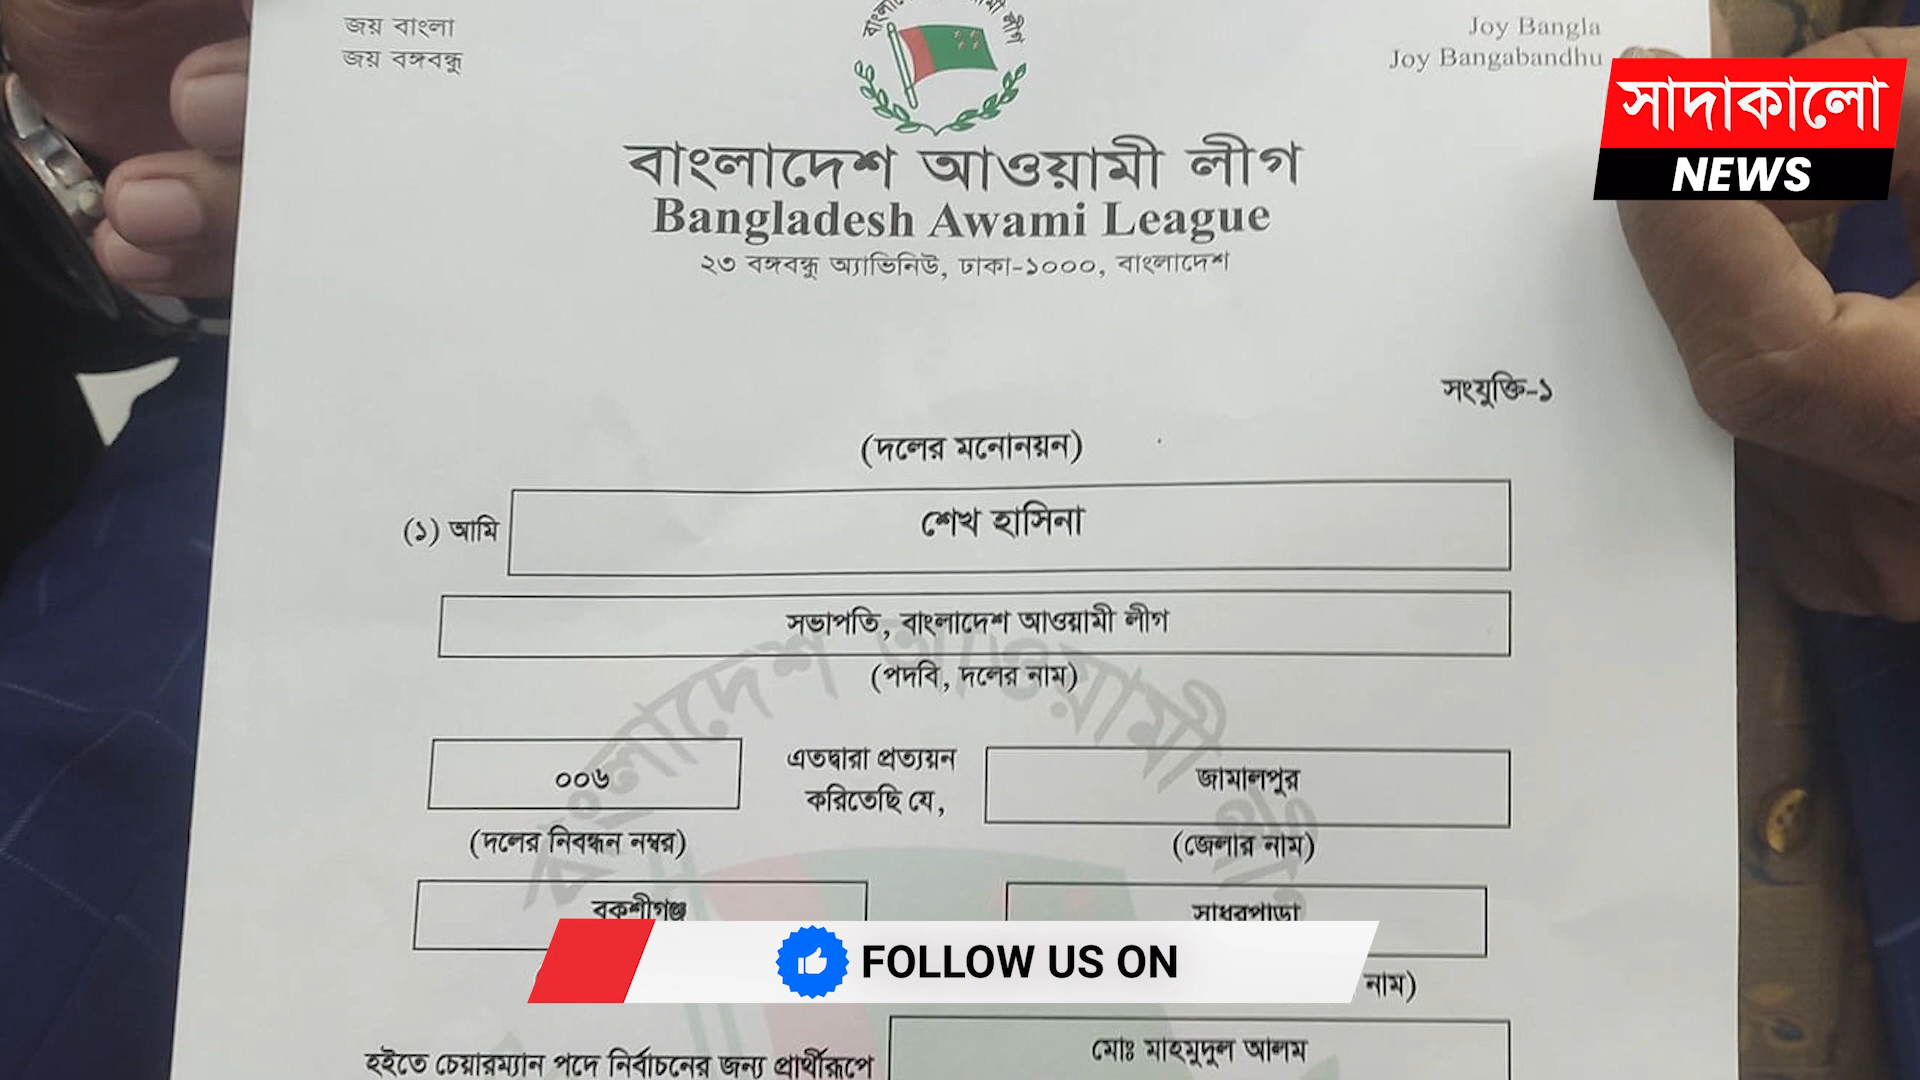 জয় বাংলা
জয় বঙ্গবন্ধু
Joy Bangla
Joy Bangabandhu
সাদাকালো
NEWS
বাংলাদেশ আওয়ামী লীগ
Bangladesh Awami League
২৩ বঙ্গবন্ধু অ্যাভিনিউ, ঢাকা-১০০০, বাংলাদেশ
সংযুক্তি-১
(দলের মনোনয়ন)
(১) আমি শেখ হাসিনা
সভাপতি, বাংলাদেশ আওয়ামী লীগ
(পদবি, দলের নাম)
০০৬ এতদ্বারা প্রত্যয়ন করিতেছি যে, জামালপুর
(দলের নিবন্ধন নম্বর) (জেলার নাম)
বকশীগঞ্জ সাধুরপাড়া
FOLLOW US ON
নাম)
হইতে চেয়ারম্যান পদে নির্বাচনের জন্য প্রার্থীরূপে মোঃ মাহমুদুল আলম